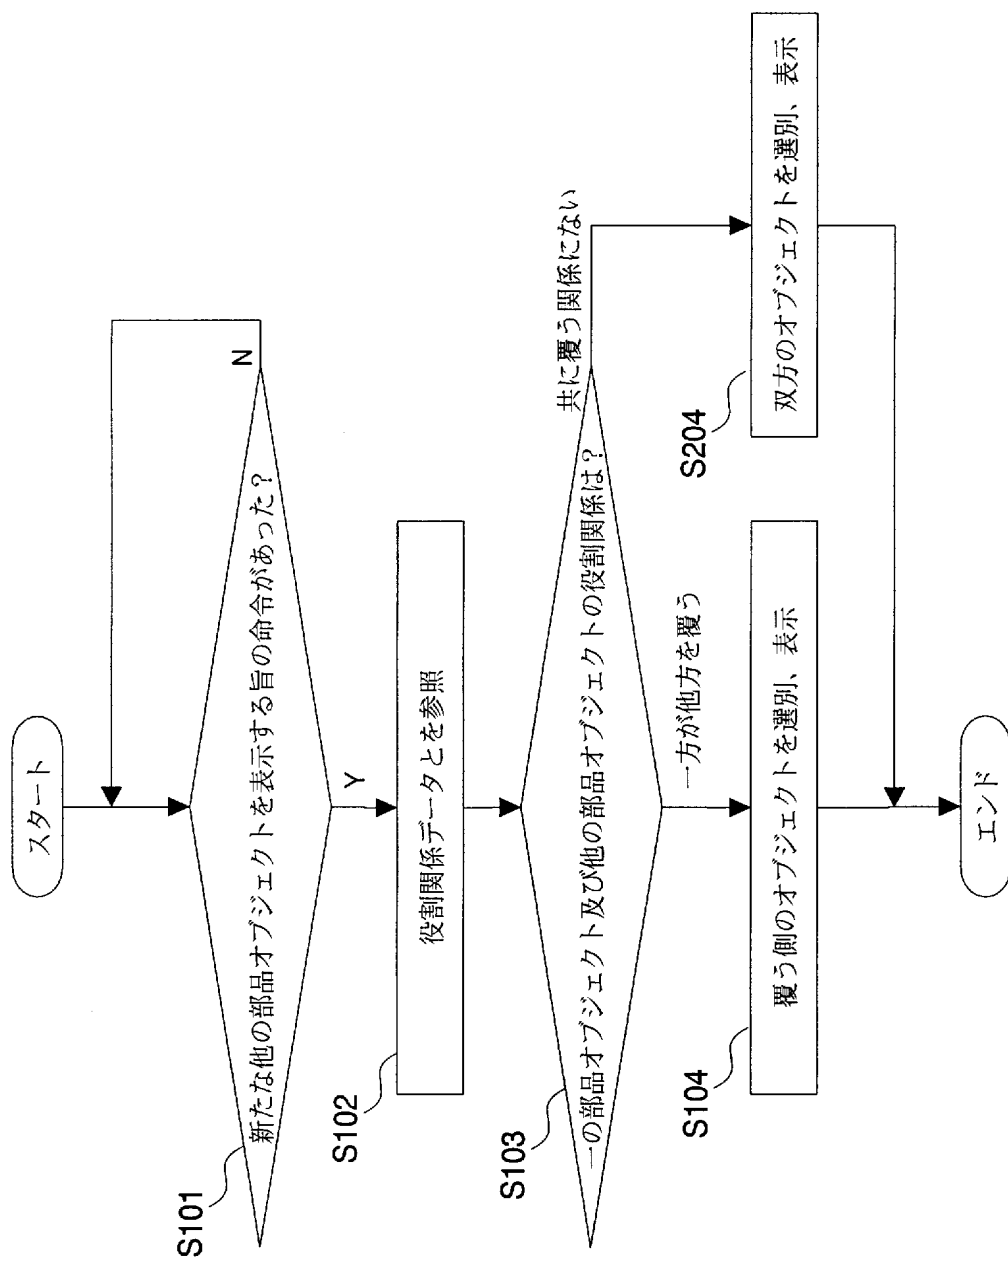 スタート
S101
新たな他の部品オブジェクトを表示する旨の命令があった?
N
Y
S102
役割関係データとを参照
S103
一の部品オブジェクト及び他の部品オブジェクトの役割関係は?
共に覆う関係にない
一方が他方を覆う
S104
覆う側のオブジェクトを選別、表示
S204
双方のオブジェクトを選別、表示
エンド